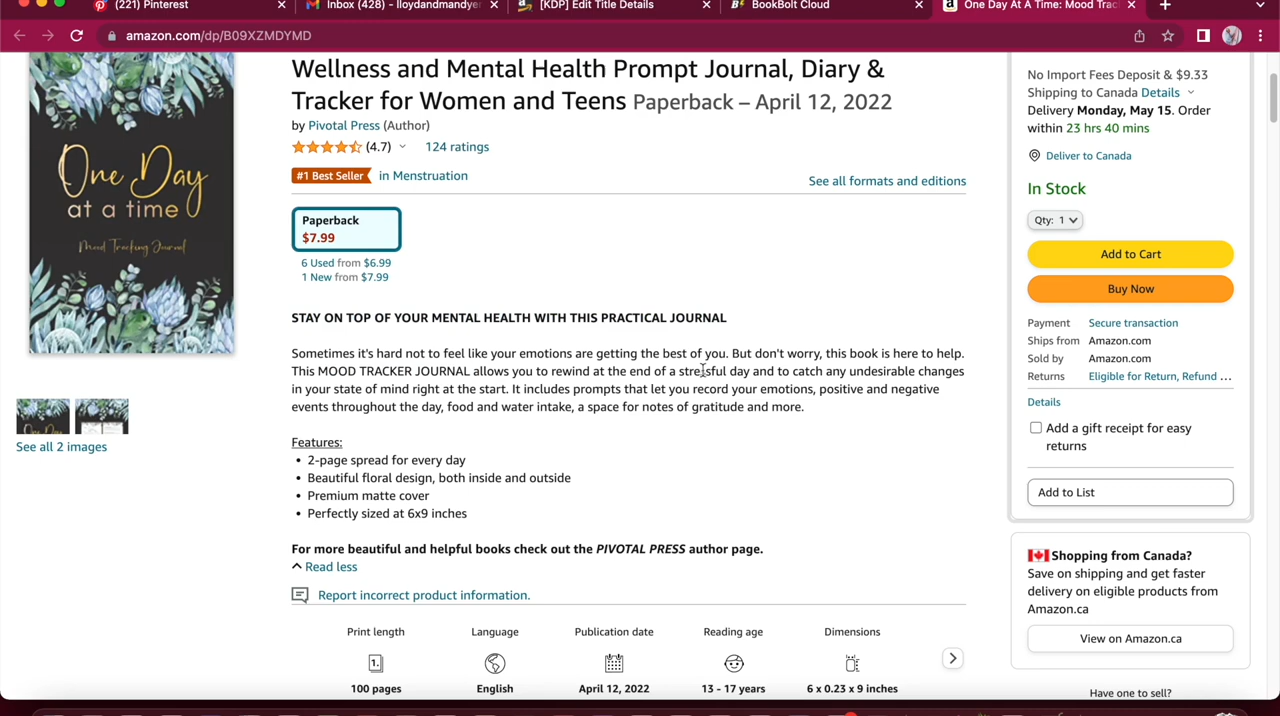 (221) Pinterest
Inbox (428) - lloydandmandyer
[KDP] Edit Title Details
BookBolt Cloud
One Day At A Time: Mood Trac
amazon.com/dp/B09XZMDYMD
Wellness and Mental Health Prompt Journal, Diary &
Tracker for Women and Teens Paperback – April 12, 2022
by Pivotal Press (Author)
(4.7) 124 ratings
#1 Best Seller in Menstruation
See all formats and editions
Paperback
$7.99
6 Used from $6.99
1 New from $7.99
One Day
at a time
Mood Tracking Journal
See all 2 images
STAY ON TOP OF YOUR MENTAL HEALTH WITH THIS PRACTICAL JOURNAL
Sometimes it's hard not to feel like your emotions are getting the best of you. But don't worry, this book is here to help.
This MOOD TRACKER JOURNAL allows you to rewind at the end of a stressful day and to catch any undesirable changes
in your state of mind right at the start. It includes prompts that let you record your emotions, positive and negative
events throughout the day, food and water intake, a space for notes of gratitude and more.
Features:
• 2-page spread for every day
• Beautiful floral design, both inside and outside
• Premium matte cover
• Perfectly sized at 6x9 inches
For more beautiful and helpful books check out the PIVOTAL PRESS author page.
Read less
Report incorrect product information.
Print length
100 pages
Language
English
Publication date
April 12, 2022
Reading age
13 - 17 years
Dimensions
6 x 0.23 x 9 inches
No Import Fees Deposit & $9.33
Shipping to Canada Details
Delivery Monday, May 15. Order
within 23 hrs 40 mins
Deliver to Canada
In Stock
Qty: 1
Add to Cart
Buy Now
Payment Secure transaction
Ships from Amazon.com
Sold by Amazon.com
Returns Eligible for Return, Refund ...
Details
Add a gift receipt for easy
returns
Add to List
Shopping from Canada?
Save on shipping and get faster
delivery on eligible products from
Amazon.ca
View on Amazon.ca
Have one to sell?